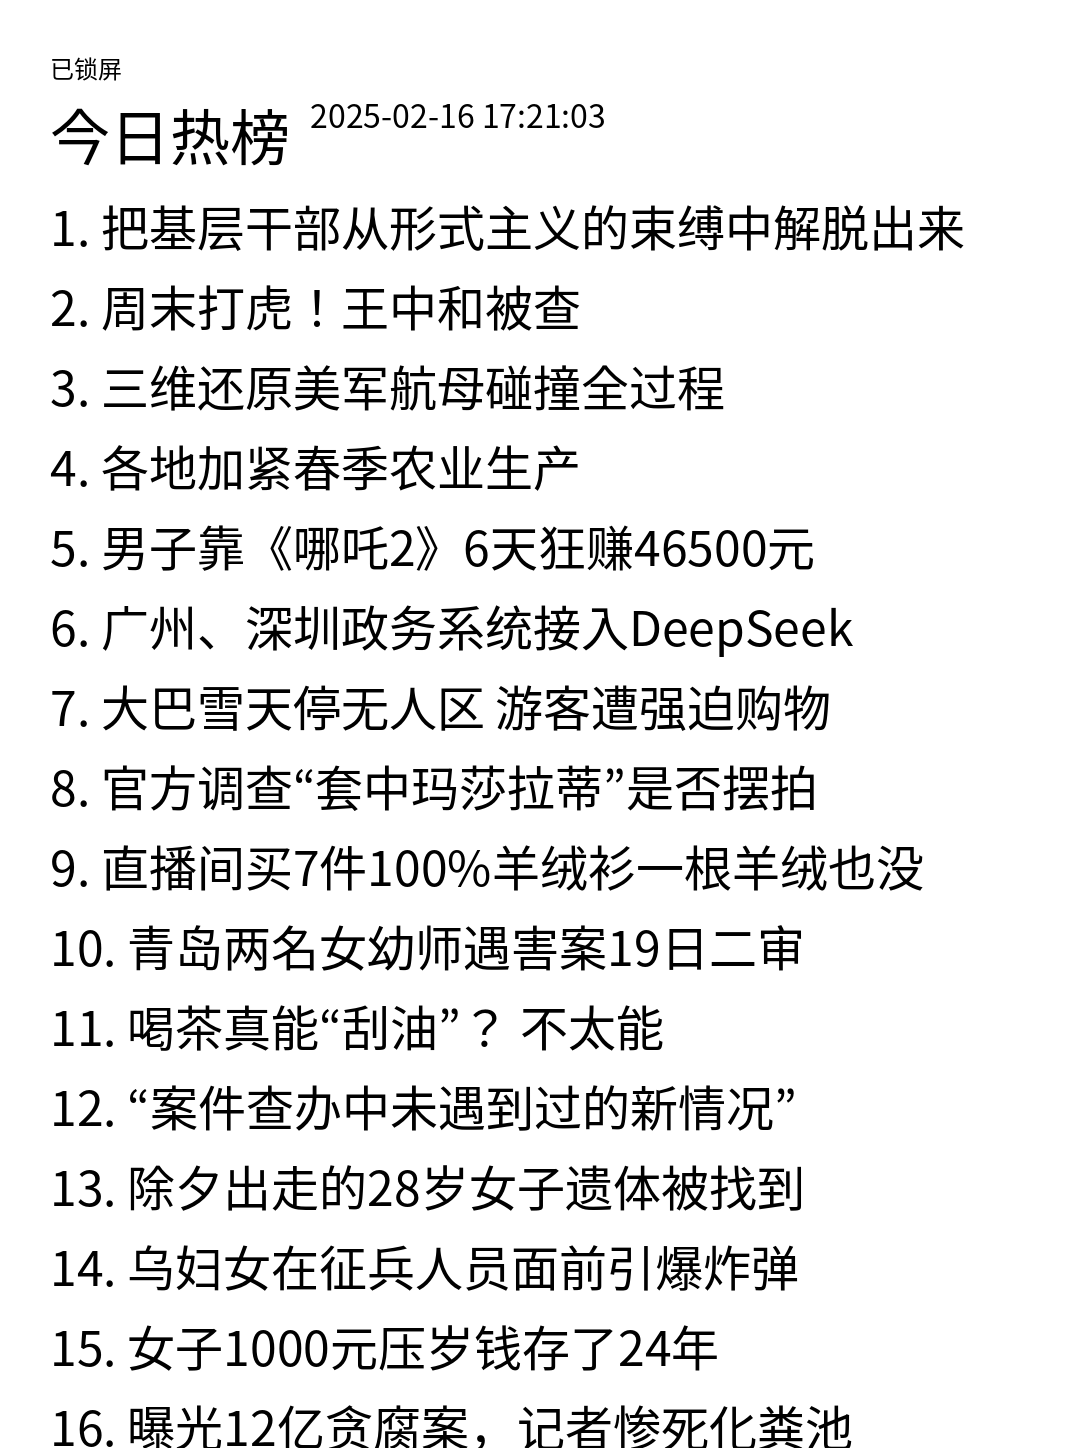 已锁屏
今日热榜 2025-02-16 17:21:03
1. 把基层干部从形式主义的束缚中解脱出来
2. 周末打虎！王中和被查
3. 三维还原美军航母碰撞全过程
4. 各地加紧春季农业生产
5. 男子靠《哪吒2》6天狂赚46500元
6. 广州、深圳政务系统接入DeepSeek
7. 大巴雪天停无人区 游客遭强迫购物
8. 官方调查“套中玛莎拉蒂”是否摆拍
9. 直播间买7件100%羊绒衫一根羊绒也没
10. 青岛两名女幼师遇害案19日二审
11. 喝茶真能“刮油”？ 不太能
12. “案件查办中未遇到过的新情况”
13. 除夕出走的28岁女子遗体被找到
14. 乌妇女在征兵人员面前引爆炸弹
15. 女子1000元压岁钱存了24年
16. 曝光12亿贪腐案，记者惨死化粪池